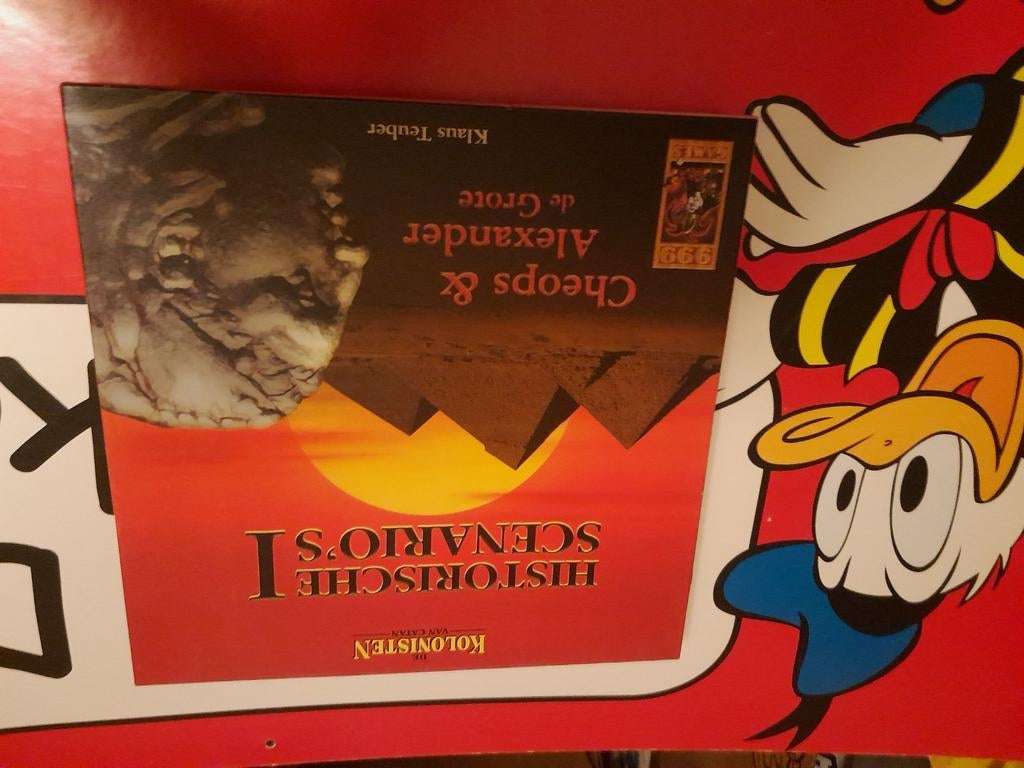 DE
KOLONISTEN
VAN CATAN
HISTORISCHE
SCENARIO'S I
Cheops &
Alexander
de Grote
999
GAMES
Klaus Teuber